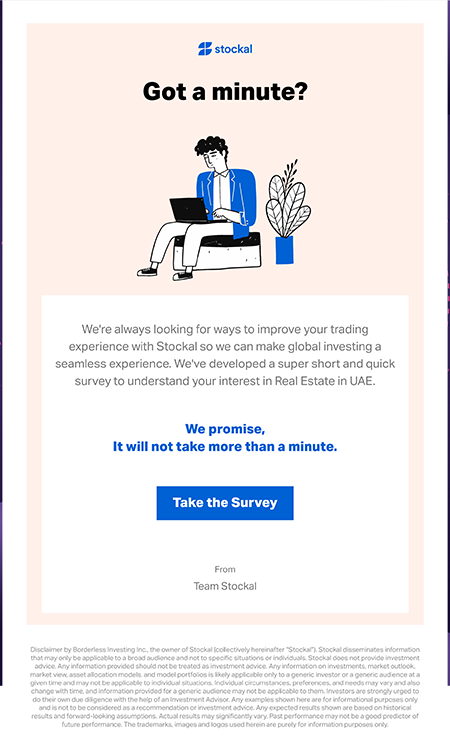 stockal
Got a minute?
We're always looking for ways to improve your trading
experience with Stockal so we can make global investing a
seamless experience. We've developed a super short and quick
survey to understand your interest in Real Estate in UAE.
We promise,
It will not take more than a minute.
Take the Survey
From
Team Stockal
Disclaimer by Borderless Investing Inc., the owner of Stockal (collectively hereinafter "Stockal"). Stockal disseminates information
that may only be applicable to a broad audience and not to specific situations or individuals. Stockal does not provide investment
advice. Any information provided should not be treated as investment advice. Any information on investments, market outlook,
market view, asset allocation models, and model portfolios is likely applicable only to a generic investor or a generic audience at a
given time and may not be applicable to individual situations. Individual circumstances, preferences, and needs may vary and also
change with time, and information provided for a generic audience may not be applicable to them. Investors are strongly urged to
do their own due diligence with the help of an Investment Advisor. Any examples shown here are for informational purposes only
and is not to be considered as a recommendation or investment advice. Any expected results shown are based on historical
results and forward-looking assumptions. Actual results may significantly vary. Past performance may not be a good predictor of
future performance. The trademarks, images and logos used herein are purely for information purposes only.